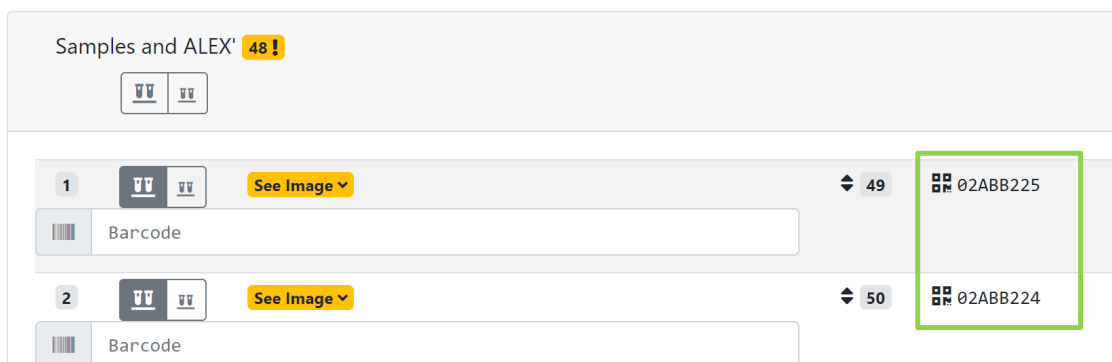 Samples and ALEX' 48!
1 See Image 49 02ABB225
Barcode
2 See Image 50 02ABB224
Barcode